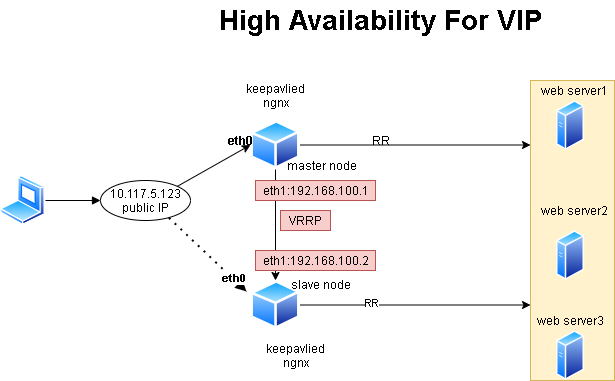 High Availability For VIP
keepavlied
ngnx
web server1
eth0
RR
master node
10.117.5.123
public IP
eth1:192.168.100.1
VRRP
web server2
eth1:192.168.100.2
eth0
slave node
RR
web server3
keepavlied
ngnx